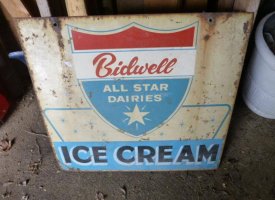 Bidwell
ALL STAR
DAIRIES
ICE CREAM